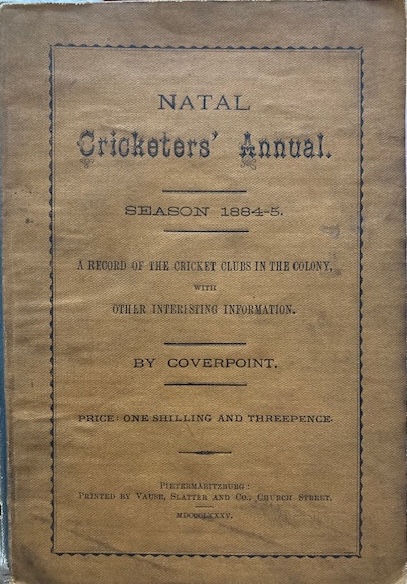 NATAL
Cricketers' Annual.
SEASON 1884-5.
A RECORD OF THE CRICKET CLUBS IN THE COLONY,
WITH
OTHER INTERESTING INFORMATION.
BY COVERPOINT.
PRICE: ONE SHILLING AND THREEPENCE.
PIETERMARITZBURG:
PRINTED BY VAUSE, SLATTER AND CO., CHURCH STREET.
MDCCCLXXXV.